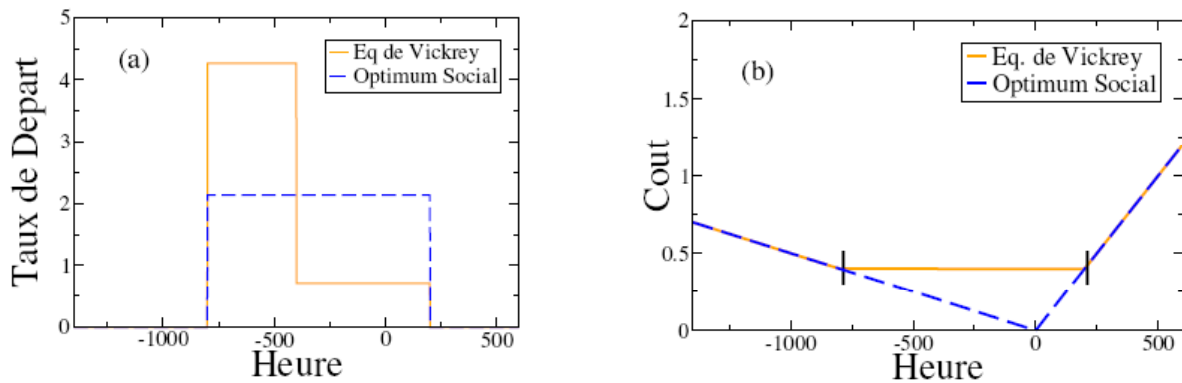 5
4
3
2
1
0
Taux de Depart
(a)
Eq de Vickrey
Optimum Social
-1000
-500
0
500
Heure
2
1.5
1
0.5
0
Cout
(b)
Eq. de Vickrey
Optimum Social
-1000
-500
0
500
Heure